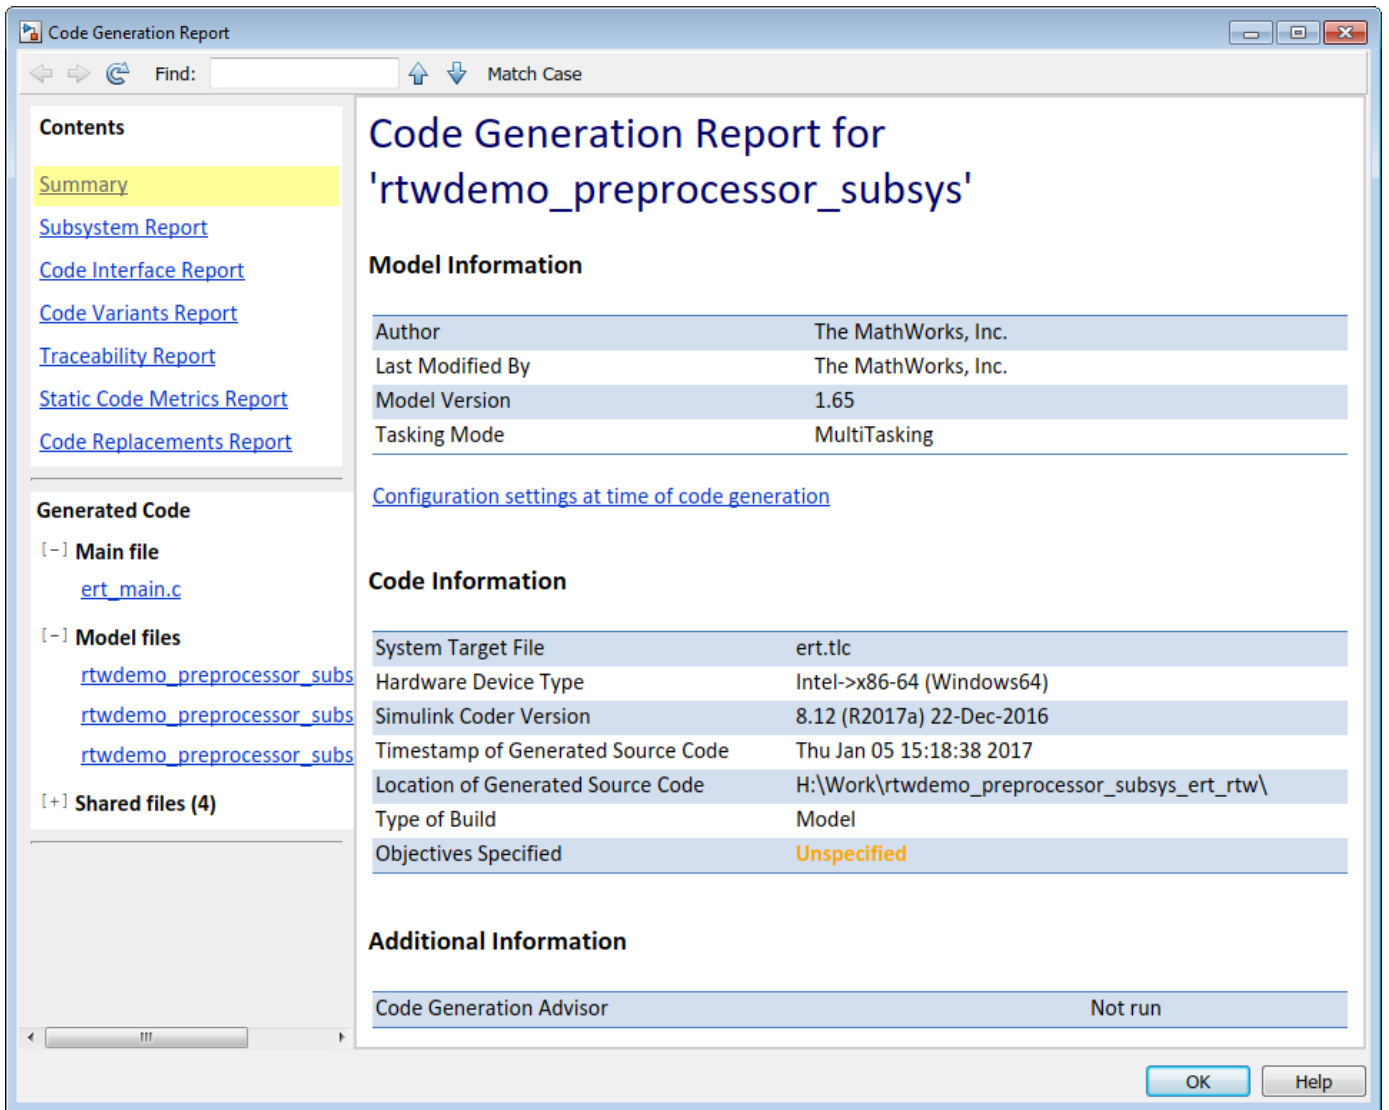 Code Generation Report
Find:
Match Case
Contents
Summary
Subsystem Report
Code Interface Report
Code Variants Report
Traceability Report
Static Code Metrics Report
Code Replacements Report
Generated Code
[-] Main file
ert_main.c
[-] Model files
rtwdemo_preprocessor_subs
rtwdemo_preprocessor_subs
rtwdemo_preprocessor_subs
[+] Shared files (4)
Code Generation Report for
'rtwdemo_preprocessor_subsys'
Model Information
Author The MathWorks, Inc.
Last Modified By The MathWorks, Inc.
Model Version 1.65
Tasking Mode MultiTasking
Configuration settings at time of code generation
Code Information
System Target File ert.tlc
Hardware Device Type Intel->x86-64 (Windows64)
Simulink Coder Version 8.12 (R2017a) 22-Dec-2016
Timestamp of Generated Source Code Thu Jan 05 15:18:38 2017
Location of Generated Source Code H:\Work\rtwdemo_preprocessor_subsys_ert_rtw\
Type of Build Model
Objectives Specified Unspecified
Additional Information
Code Generation Advisor Not run
OK Help